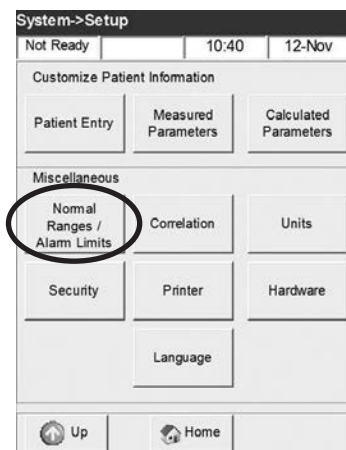 System->Setup
Not Ready 10:40 12-Nov
Customize Patient Information
Patient Entry
Measured
Parameters
Calculated
Parameters
Miscellaneous
Normal
Ranges /
Alarm Limits
Correlation
Units
Security
Printer
Hardware
Language
Up
Home